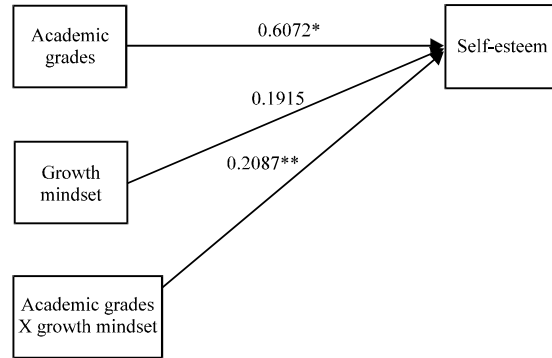 Academic
grades
0.6072*
Self-esteem
0.1915
Growth
mindset
0.2087**
Academic grades
X growth mindset